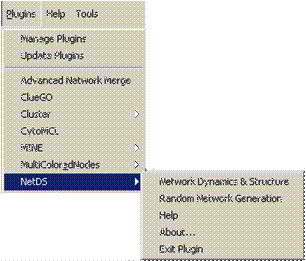 Plugins Help Tools
Manage Plugins
Update Plugins
Advanced Network Merge
ClueGO
Cluster
CytoMCL
MINE
MultiColoredNodes
NetDS
Network Dynamics & Structure
Random Network Generation
Help
About...
Exit Plugin